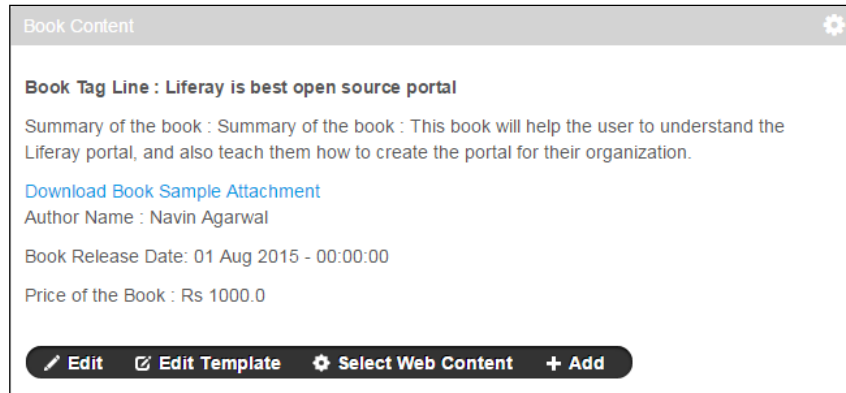 Book Content
Book Tag Line : Liferay is best open source portal
Summary of the book : Summary of the book : This book will help the user to understand the
Liferay portal, and also teach them how to create the portal for their organization.
Download Book Sample Attachment
Author Name : Navin Agarwal
Book Release Date: 01 Aug 2015 - 00:00:00
Price of the Book : Rs 1000.0
Edit Edit Template Select Web Content Add